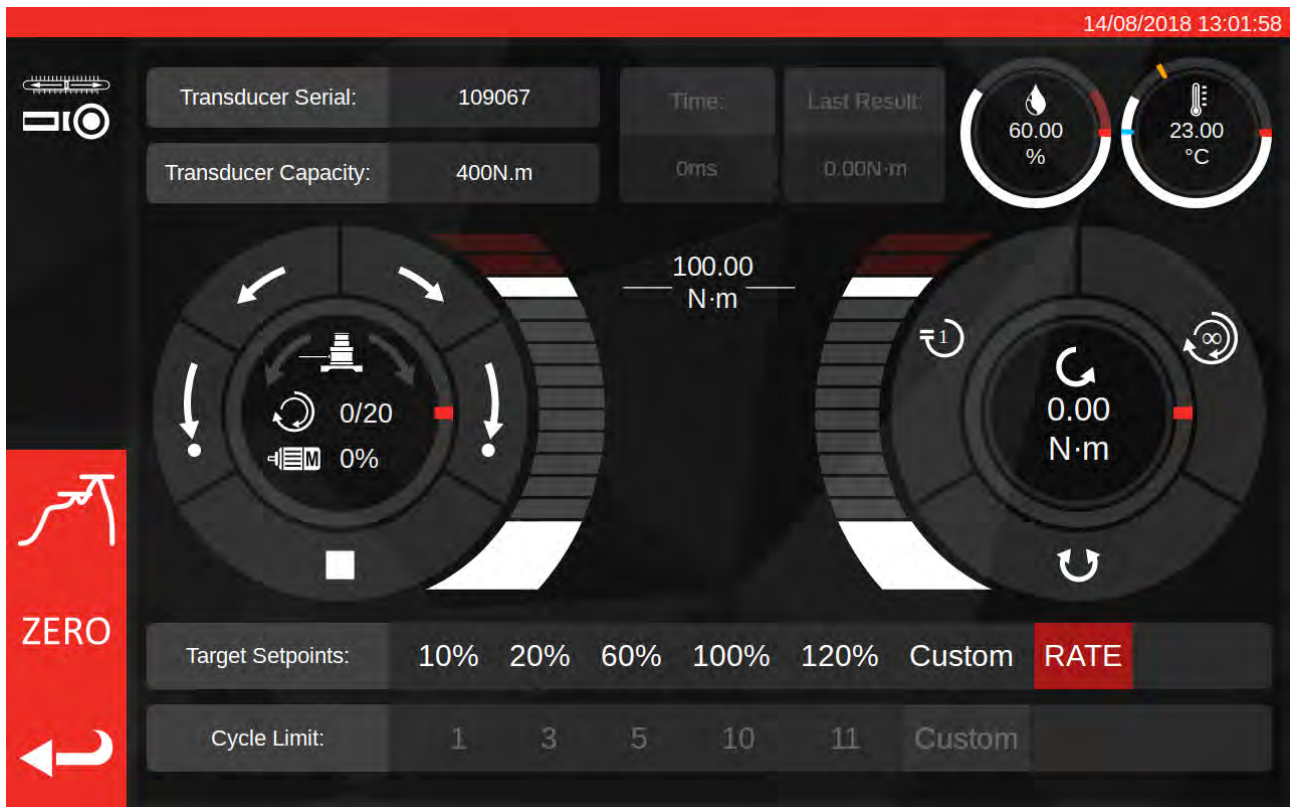 14/08/2018 13:01:58
Transducer Serial: 109067
Time:
Last Result:
60.00
%
23.00
°C
Transducer Capacity: 400N.m
0ms
0.00N·m
100.00
N·m
1
∞
0/20
M 0%
0.00
N·m
ZERO
Target Setpoints: 10% 20% 60% 100% 120% Custom RATE
Cycle Limit: 1 3 5 10 11 Custom